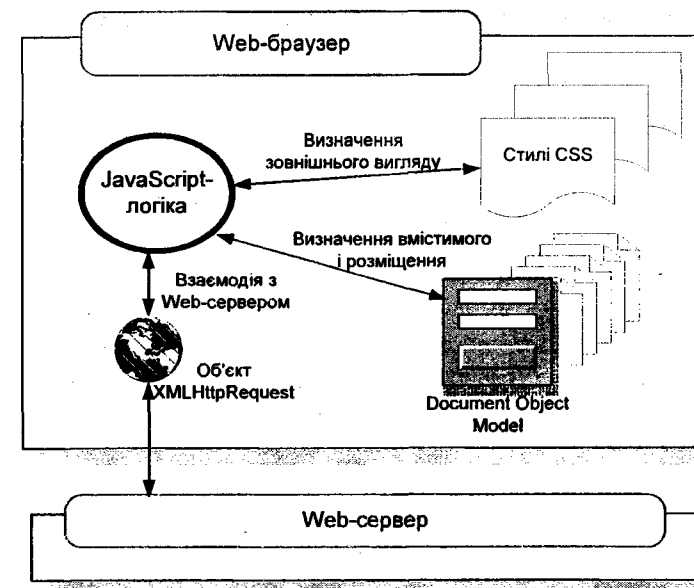 Web-браузер
Визначення
зовнішнього вигляду
Стилі CSS
JavaScript-
логіка
Визначення вмістимого
і розміщення
Взаємодія з
Web-сервером
Об'єкт
XMLHttpRequest
Document Object
Model
Web-сервер